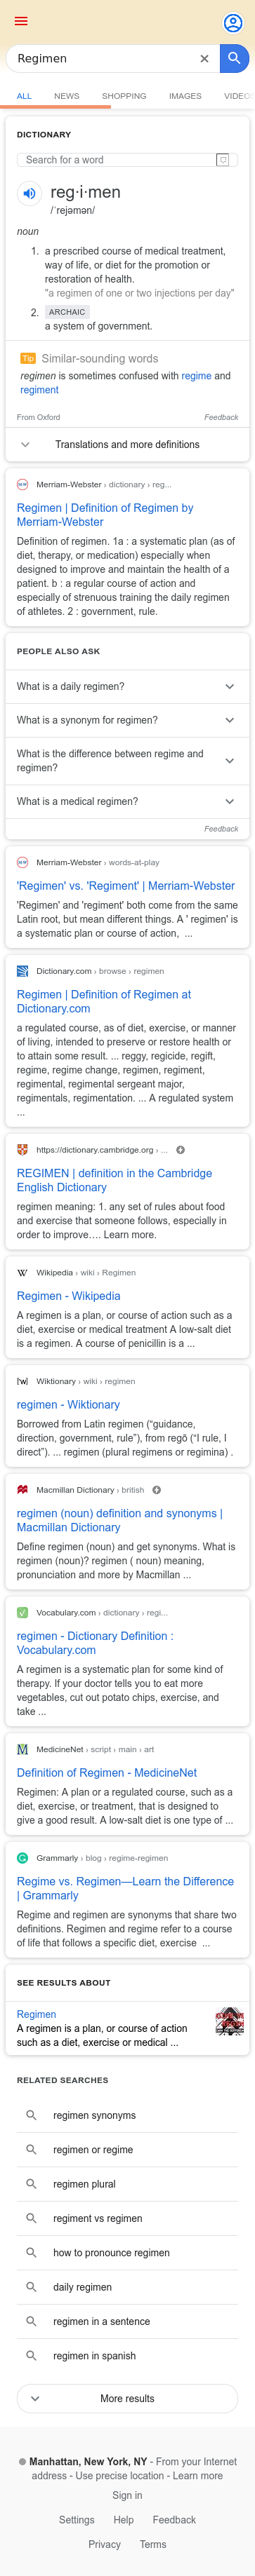 Regimen
ALL NEWS SHOPPING IMAGES VIDEOS
DICTIONARY
Search for a word
reg·i·men
/ˈrejəmən/
noun
1. a prescribed course of medical treatment,
way of life, or diet for the promotion or
restoration of health.
"a regimen of one or two injections per day"
2. ARCHAIC
a system of government.
Tip Similar-sounding words
regimen is sometimes confused with regime and
regiment
From Oxford Feedback
Translations and more definitions
Merriam-Webster › dictionary › reg...
Regimen | Definition of Regimen by
Merriam-Webster
Definition of regimen. 1a : a systematic plan (as of
diet, therapy, or medication) especially when
designed to improve and maintain the health of a
patient. b : a regular course of action and
especially of strenuous training the daily regimen
of athletes. 2 : government, rule.
PEOPLE ALSO ASK
What is a daily regimen?
What is a synonym for regimen?
What is the difference between regime and
regimen?
What is a medical regimen?
Feedback
Merriam-Webster › words-at-play
'Regimen' vs. 'Regiment' | Merriam-Webster
'Regimen' and 'regiment' both come from the same
Latin root, but mean different things. A ' regimen' is
a systematic plan or course of action, ...
Dictionary.com › browse › regimen
Regimen | Definition of Regimen at
Dictionary.com
a regulated course, as of diet, exercise, or manner
of living, intended to preserve or restore health or
to attain some result. ... reggy, regicide, regift,
regime, regime change, regimen, regiment,
regimental, regimental sergeant major,
regimentals, regimentation. ... A regulated system
...
https://dictionary.cambridge.org › ...
REGIMEN | definition in the Cambridge
English Dictionary
regimen meaning: 1. any set of rules about food
and exercise that someone follows, especially in
order to improve.... Learn more.
Wikipedia › wiki › Regimen
Regimen - Wikipedia
A regimen is a plan, or course of action such as a
diet, exercise or medical treatment A low-salt diet
is a regimen. A course of penicillin is a ...
Wiktionary › wiki › regimen
regimen - Wiktionary
Borrowed from Latin regimen (“guidance,
direction, government, rule”), from regō (“I rule, I
direct”). ... regimen (plural regimens or regimina) .
Macmillan Dictionary › british
regimen (noun) definition and synonyms |
Macmillan Dictionary
Define regimen (noun) and get synonyms. What is
regimen (noun)? regimen ( noun) meaning,
pronunciation and more by Macmillan ...
Vocabulary.com › dictionary › regi...
regimen - Dictionary Definition :
Vocabulary.com
A regimen is a systematic plan for some kind of
therapy. If your doctor tells you to eat more
vegetables, cut out potato chips, exercise, and
take ...
MedicineNet › script › main › art
Definition of Regimen - MedicineNet
Regimen: A plan or a regulated course, such as a
diet, exercise, or treatment, that is designed to
give a good result. A low-salt diet is one type of ...
Grammarly › blog › regime-regimen
Regime vs. Regimen—Learn the Difference
| Grammarly
Regime and regimen are synonyms that share two
definitions. Regimen and regime refer to a course
of life that follows a specific diet, exercise ...
SEE RESULTS ABOUT
Regimen
A regimen is a plan, or course of action
such as a diet, exercise or medical ...
RELATED SEARCHES
regimen synonyms
regimen or regime
regimen plural
regiment vs regimen
how to pronounce regimen
daily regimen
regimen in a sentence
regimen in spanish
More results
Manhattan, New York, NY - From your Internet
address - Use precise location - Learn more
Sign in
Settings Help Feedback
Privacy Terms